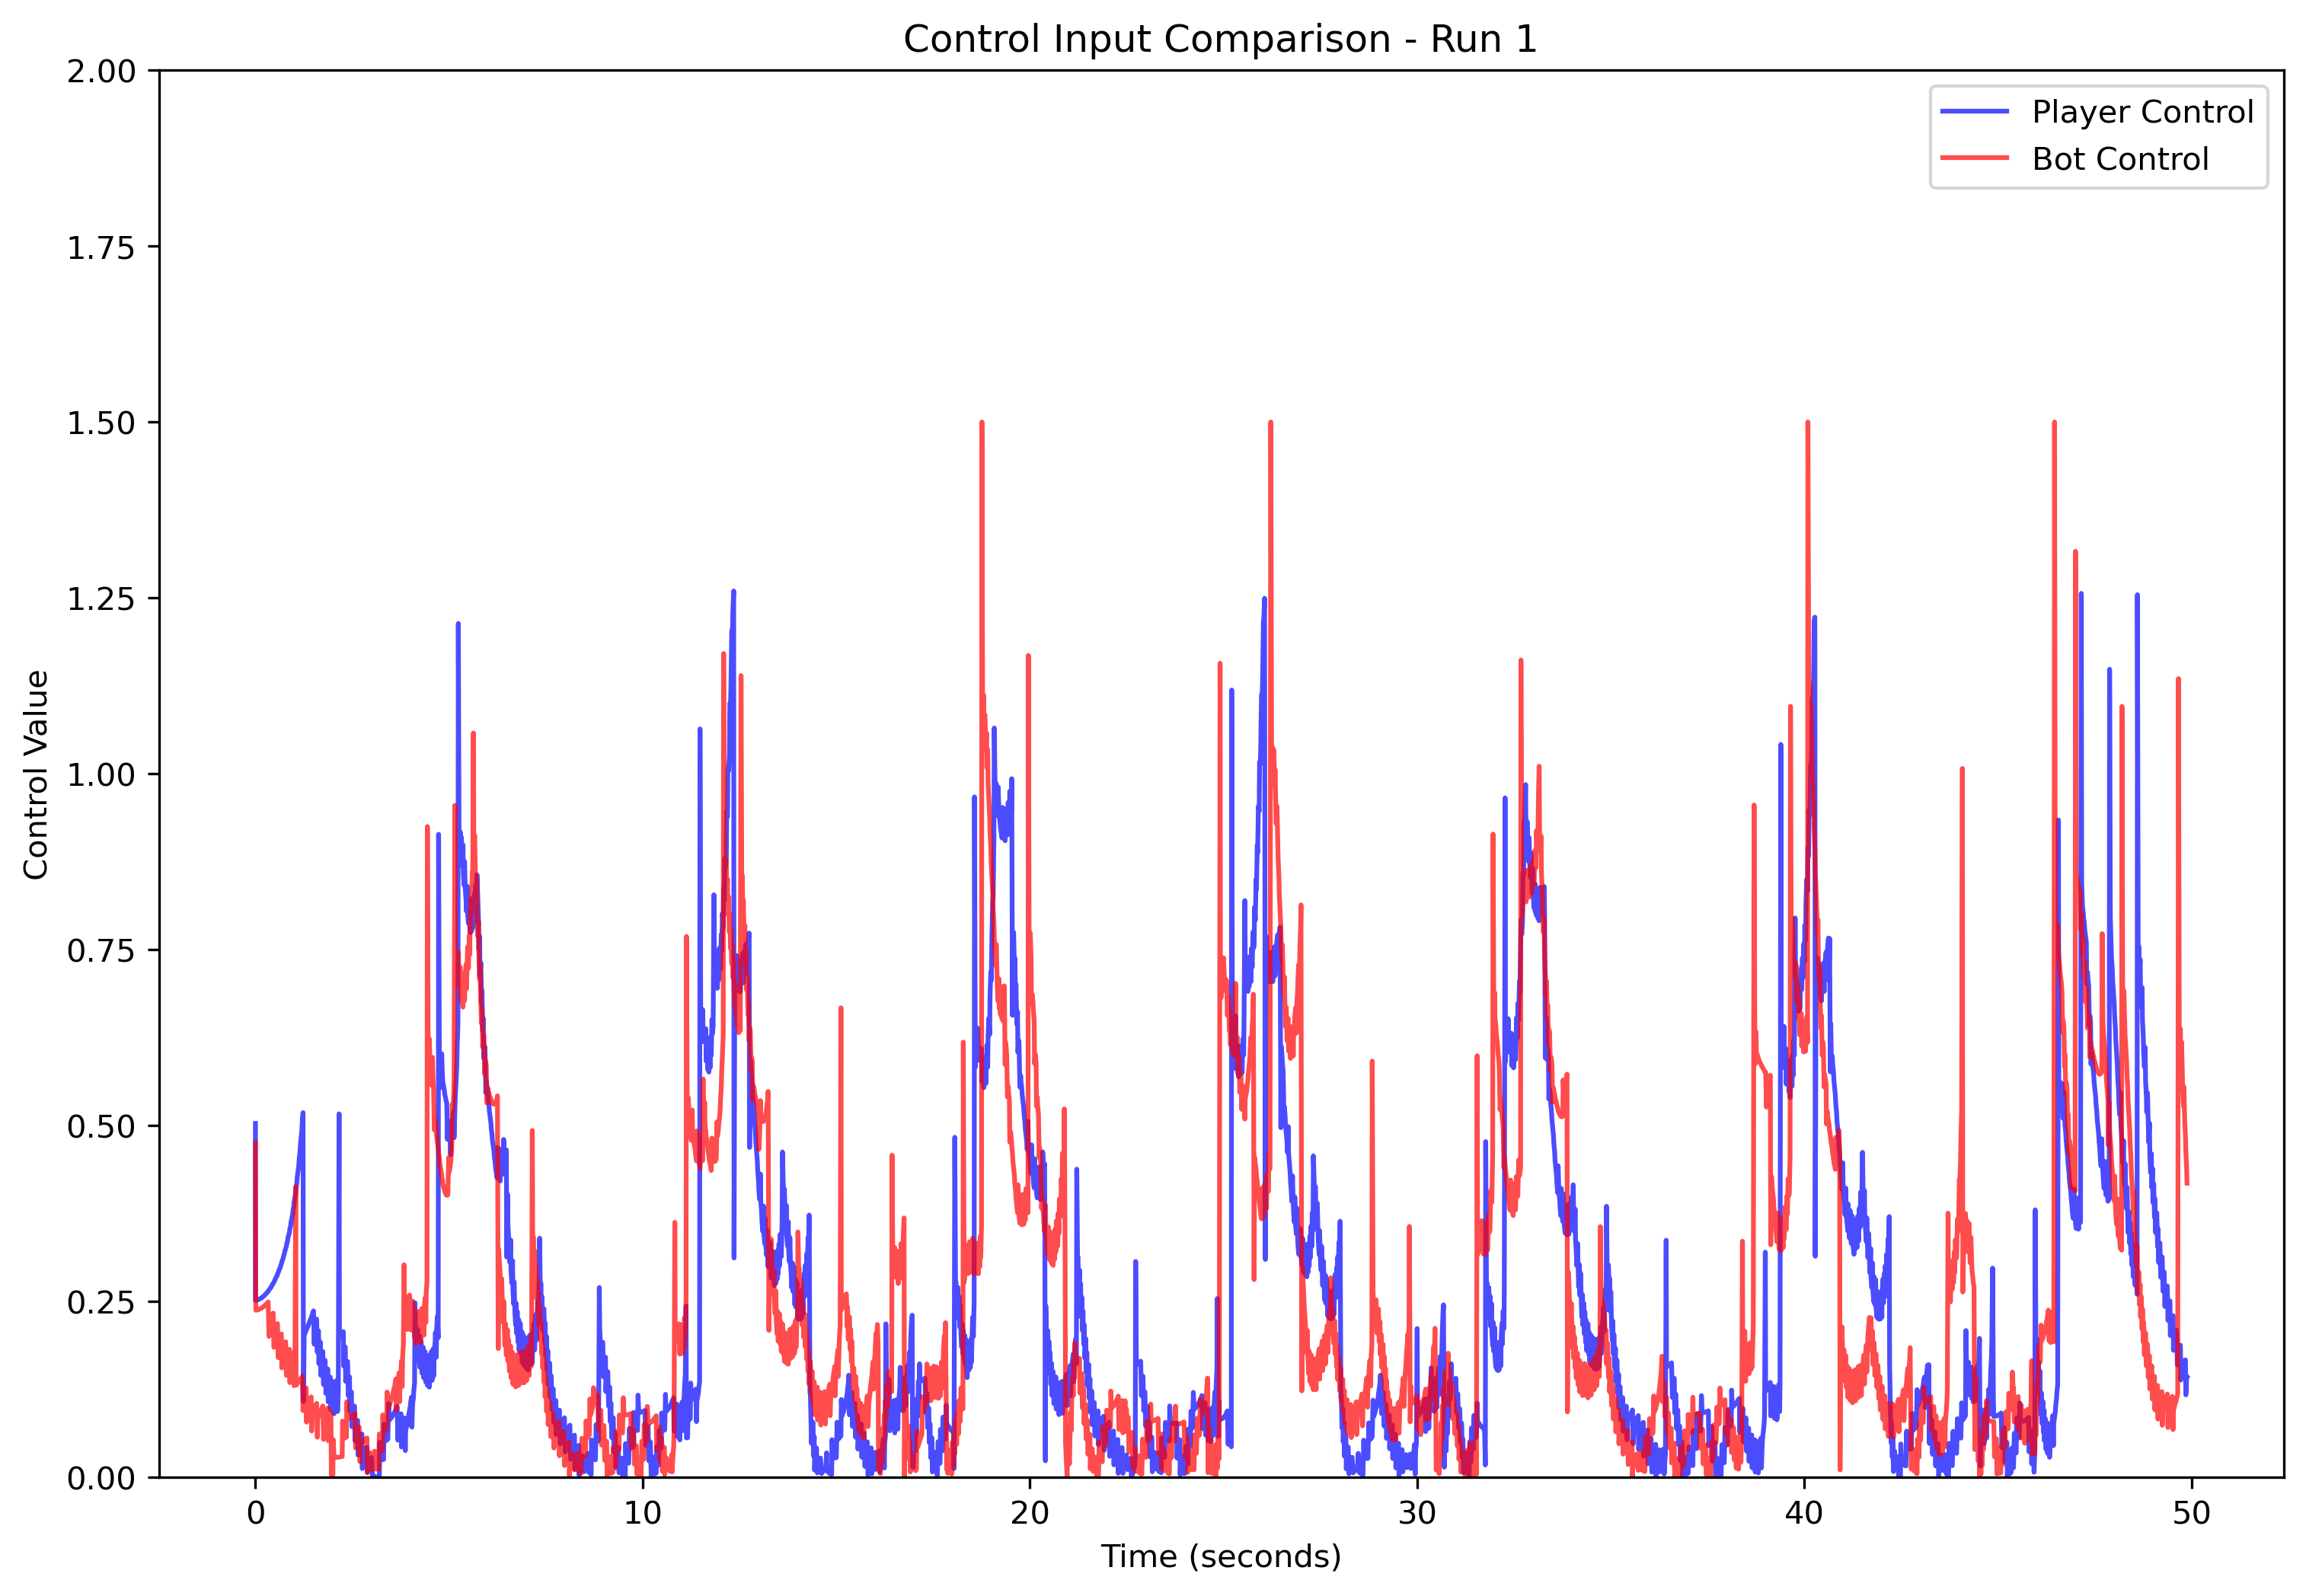 Control Input Comparison - Run 1
2.00
1.75
1.50
1.25
1.00
0.75
0.50
0.25
0.00
Control Value
Player Control
Bot Control
0 10 20 30 40 50
Time (seconds)